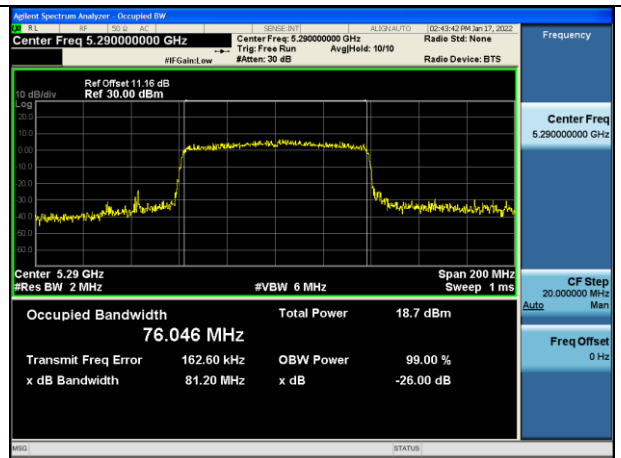 Agilent Spectrum Analyzer - Occupied BW
RL RF 50 Ω AC SENSE:INT ALIGNAUTO 02:43:42 PM Jan 17, 2022
Center Freq 5.290000000 GHz Center Freq: 5.290000000 GHz Radio Std: None Frequency
Trig: Free Run Avg|Hold: 10/10
#IFGain:Low #Atten: 30 dB Radio Device: BTS
Ref Offset 11.16 dB
10 dB/div Ref 30.00 dBm
Log
20.0
10.0
0.00
-10.0
-20.0
-30.0
-40.0
-50.0
-60.0
Center Freq
5.290000000 GHz
Center 5.29 GHz Span 200 MHz
#Res BW 2 MHz #VBW 6 MHz Sweep 1 ms
CF Step
20.000000 MHz
Auto Man
Occupied Bandwidth Total Power 18.7 dBm
76.046 MHz
Transmit Freq Error 162.60 kHz OBW Power 99.00 %
x dB Bandwidth 81.20 MHz x dB -26.00 dB
Freq Offset
0 Hz
MSG STATUS